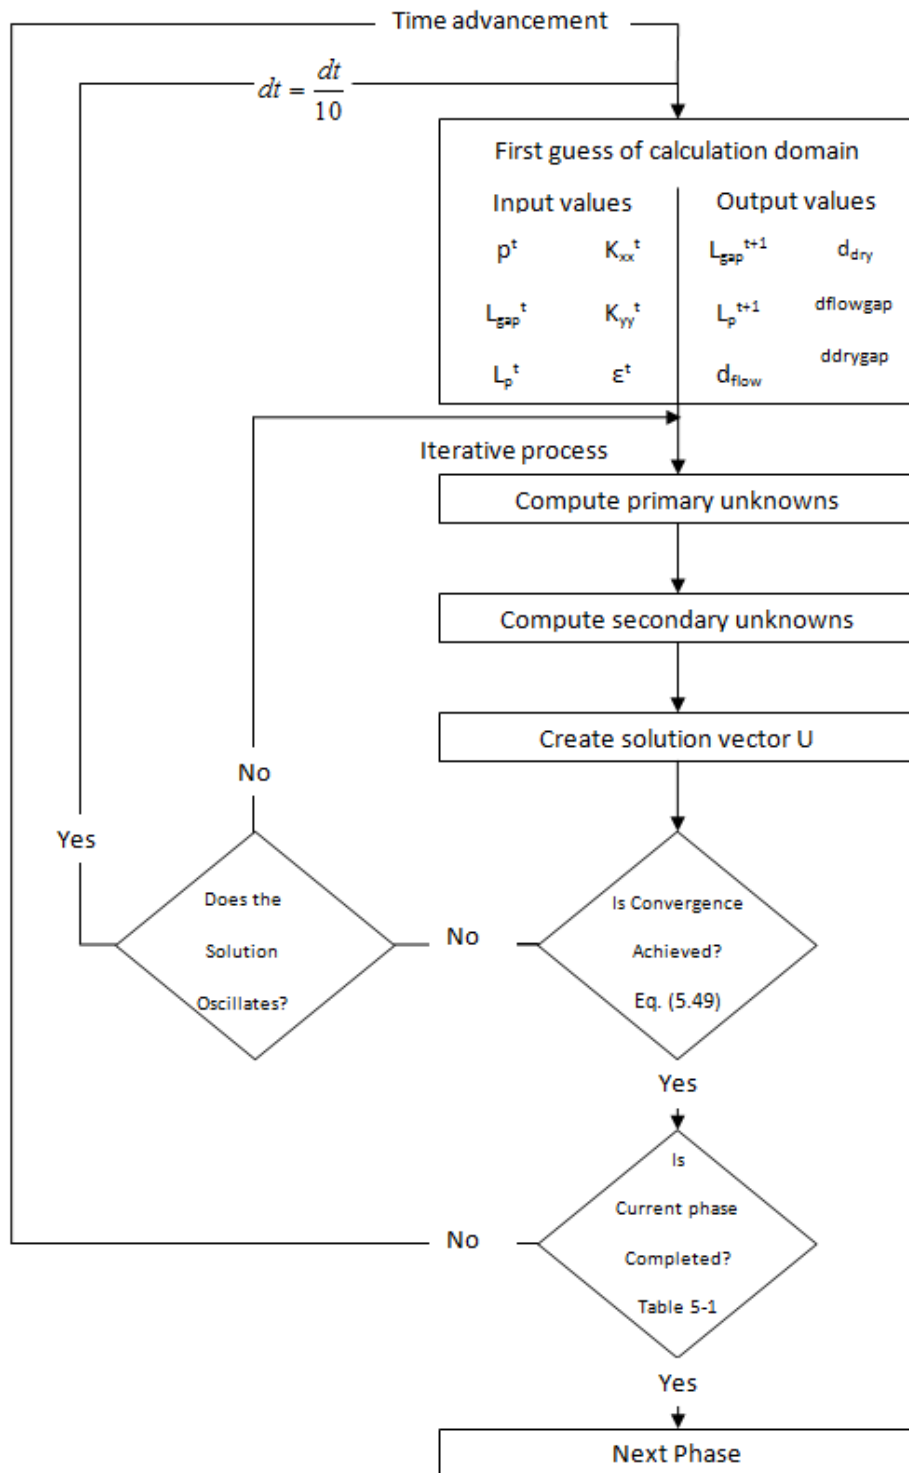 Time advancement
dt = dt/10
First guess of calculation domain
Input values Output values
p^t K_xx^t L_gap^t+1 d_dry
L_gap^t K_yy^t L_p^t+1 dflowgap
ddrygap
L_p^t ε^t d_flow
Iterative process
Compute primary unknowns
Compute secondary unknowns
Create solution vector U
No
Yes
Does the
Solution
Oscillates?
No
Is Convergence
Achieved?
Eq. (5.49)
Yes
Is
Current phase
Completed?
Table 5-1
No
Yes
Next Phase